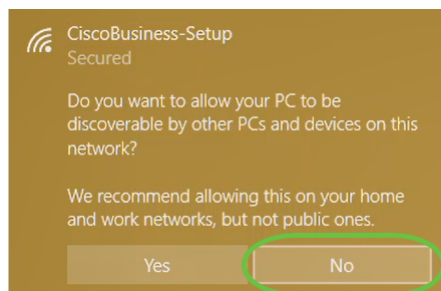 CiscoBusiness-Setup
Secured
Do you want to allow your PC to be
discoverable by other PCs and devices on this
network?
We recommend allowing this on your home
and work networks, but not public ones.
Yes No